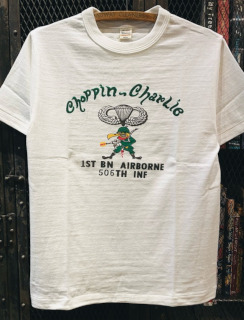 Choppin Charlie
1ST BN AIRBORNE
506TH INF